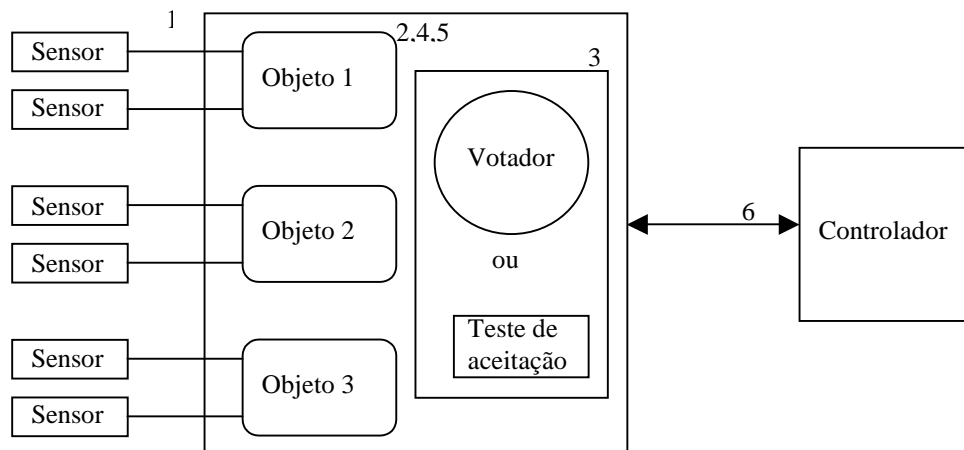 1
Sensor
Sensor
Objeto 1
2,4,5
3
Votador
Sensor
Sensor
Objeto 2
ou
6
Controlador
Sensor
Sensor
Objeto 3
Teste de
aceitação